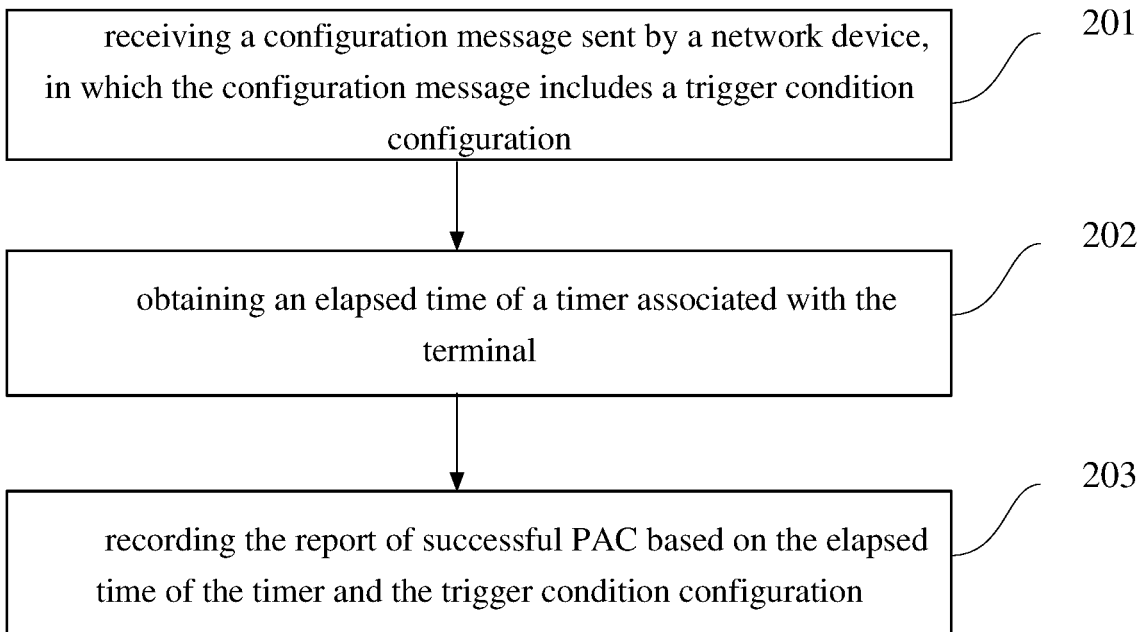 receiving a configuration message sent by a network device,
in which the configuration message includes a trigger condition
configuration
201
obtaining an elapsed time of a timer associated with the
terminal
202
recording the report of successful PAC based on the elapsed
time of the timer and the trigger condition configuration
203